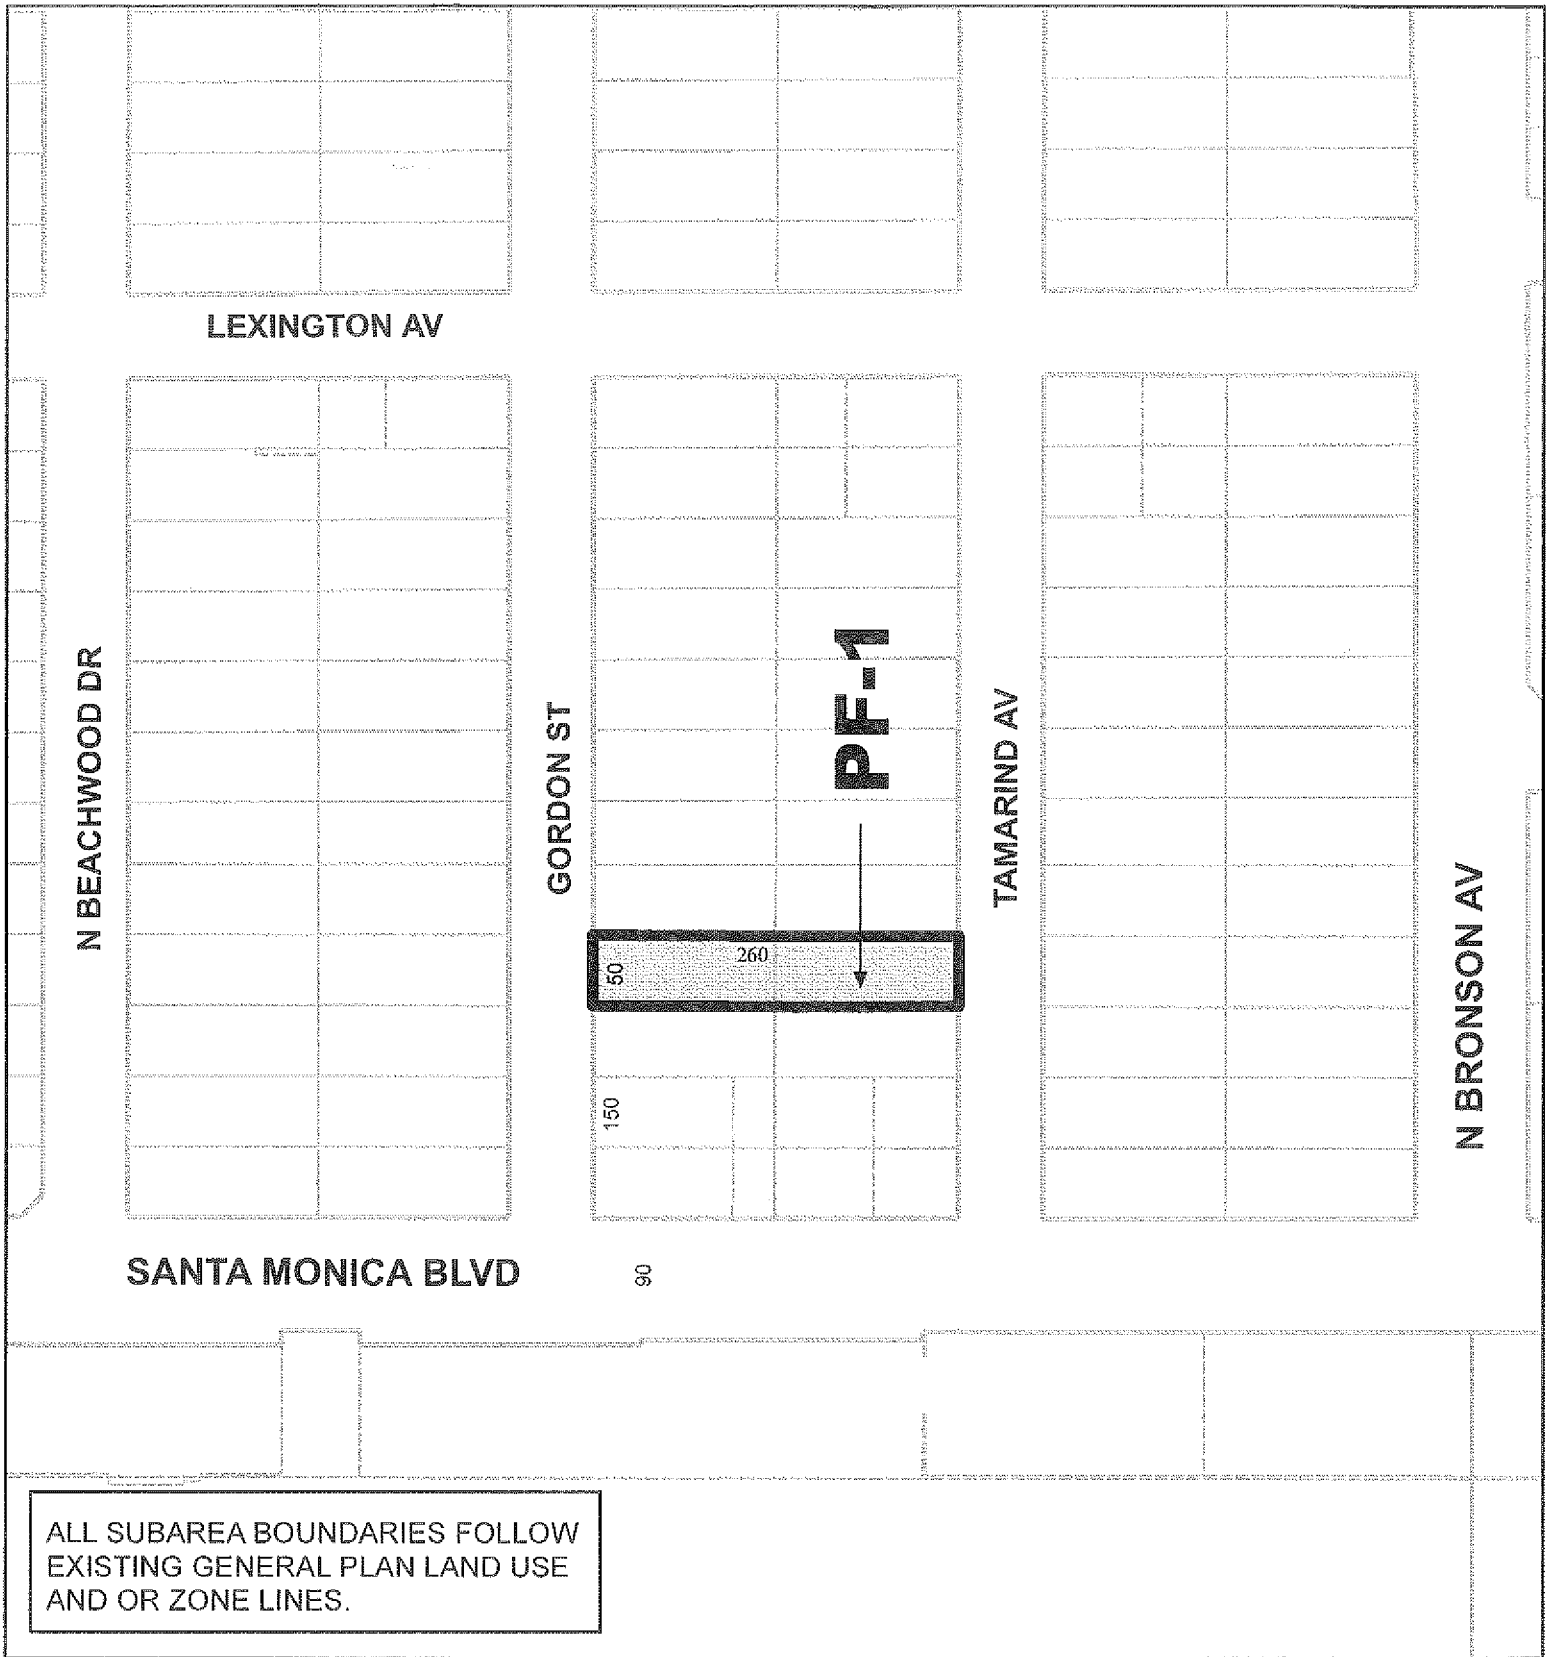 LEXINGTON AV
N BEACHWOOD DR
GORDON ST
PF-1
TAMARIND AV
N BRONSON AV
260
50
150
SANTA MONICA BLVD
90
ALL SUBAREA BOUNDARIES FOLLOW
EXISTING GENERAL PLAN LAND USE
AND OR ZONE LINES.